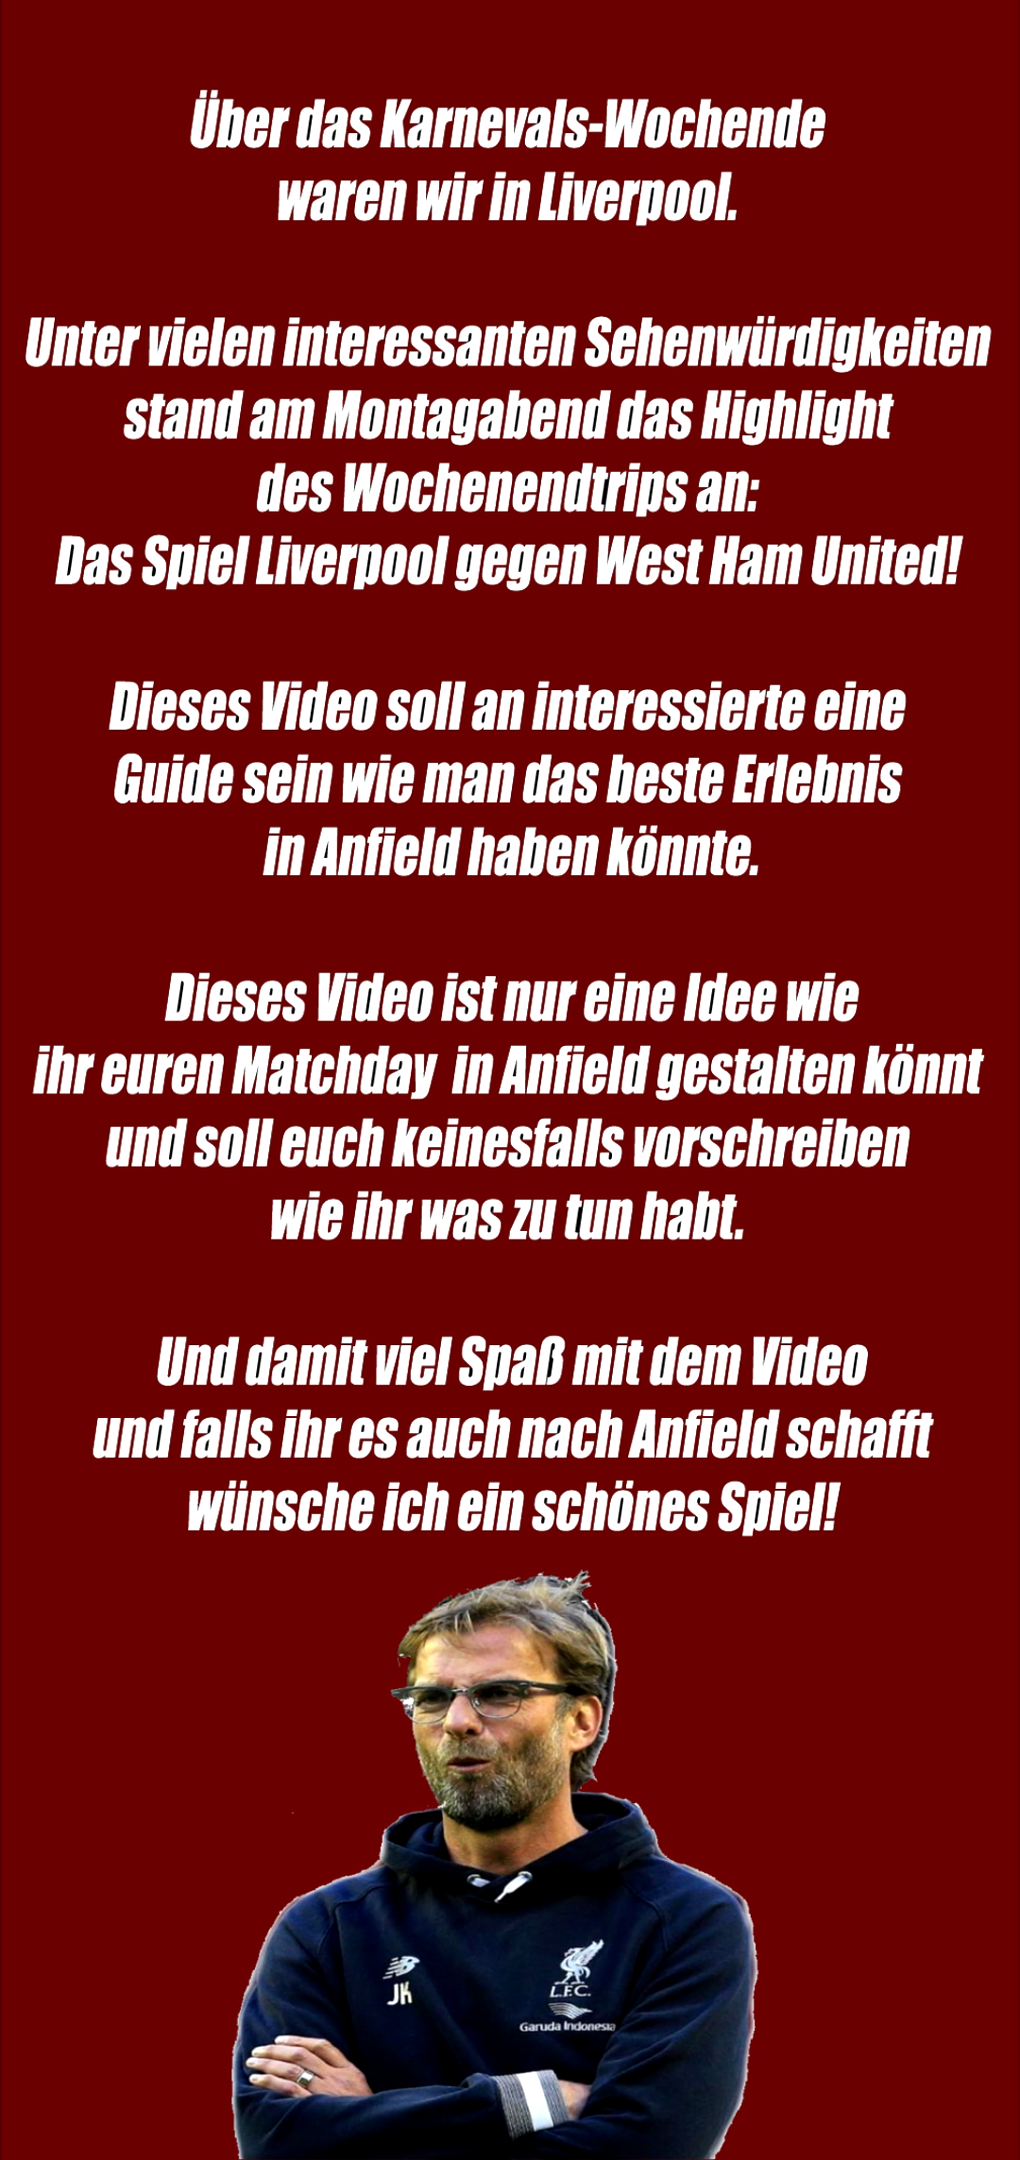 Über das Karnevals-Wochende
waren wir in Liverpool.
Unter vielen interessanten Sehenwürdigkeiten
stand am Montagabend das Highlight
des Wochenendtrips an:
Das Spiel Liverpool gegen West Ham United!
Dieses Video soll an interessierte eine
Guide sein wie man das beste Erlebnis
in Anfield haben könnte.
Dieses Video ist nur eine Idee wie
ihr euren Matchday in Anfield gestalten könnt
und soll euch keinesfalls vorschreiben
wie ihr was zu tun habt.
Und damit viel Spaß mit dem Video
und falls ihr es auch nach Anfield schafft
wünsche ich ein schönes Spiel!
JK
L.F.C.
Garuda Indonesia